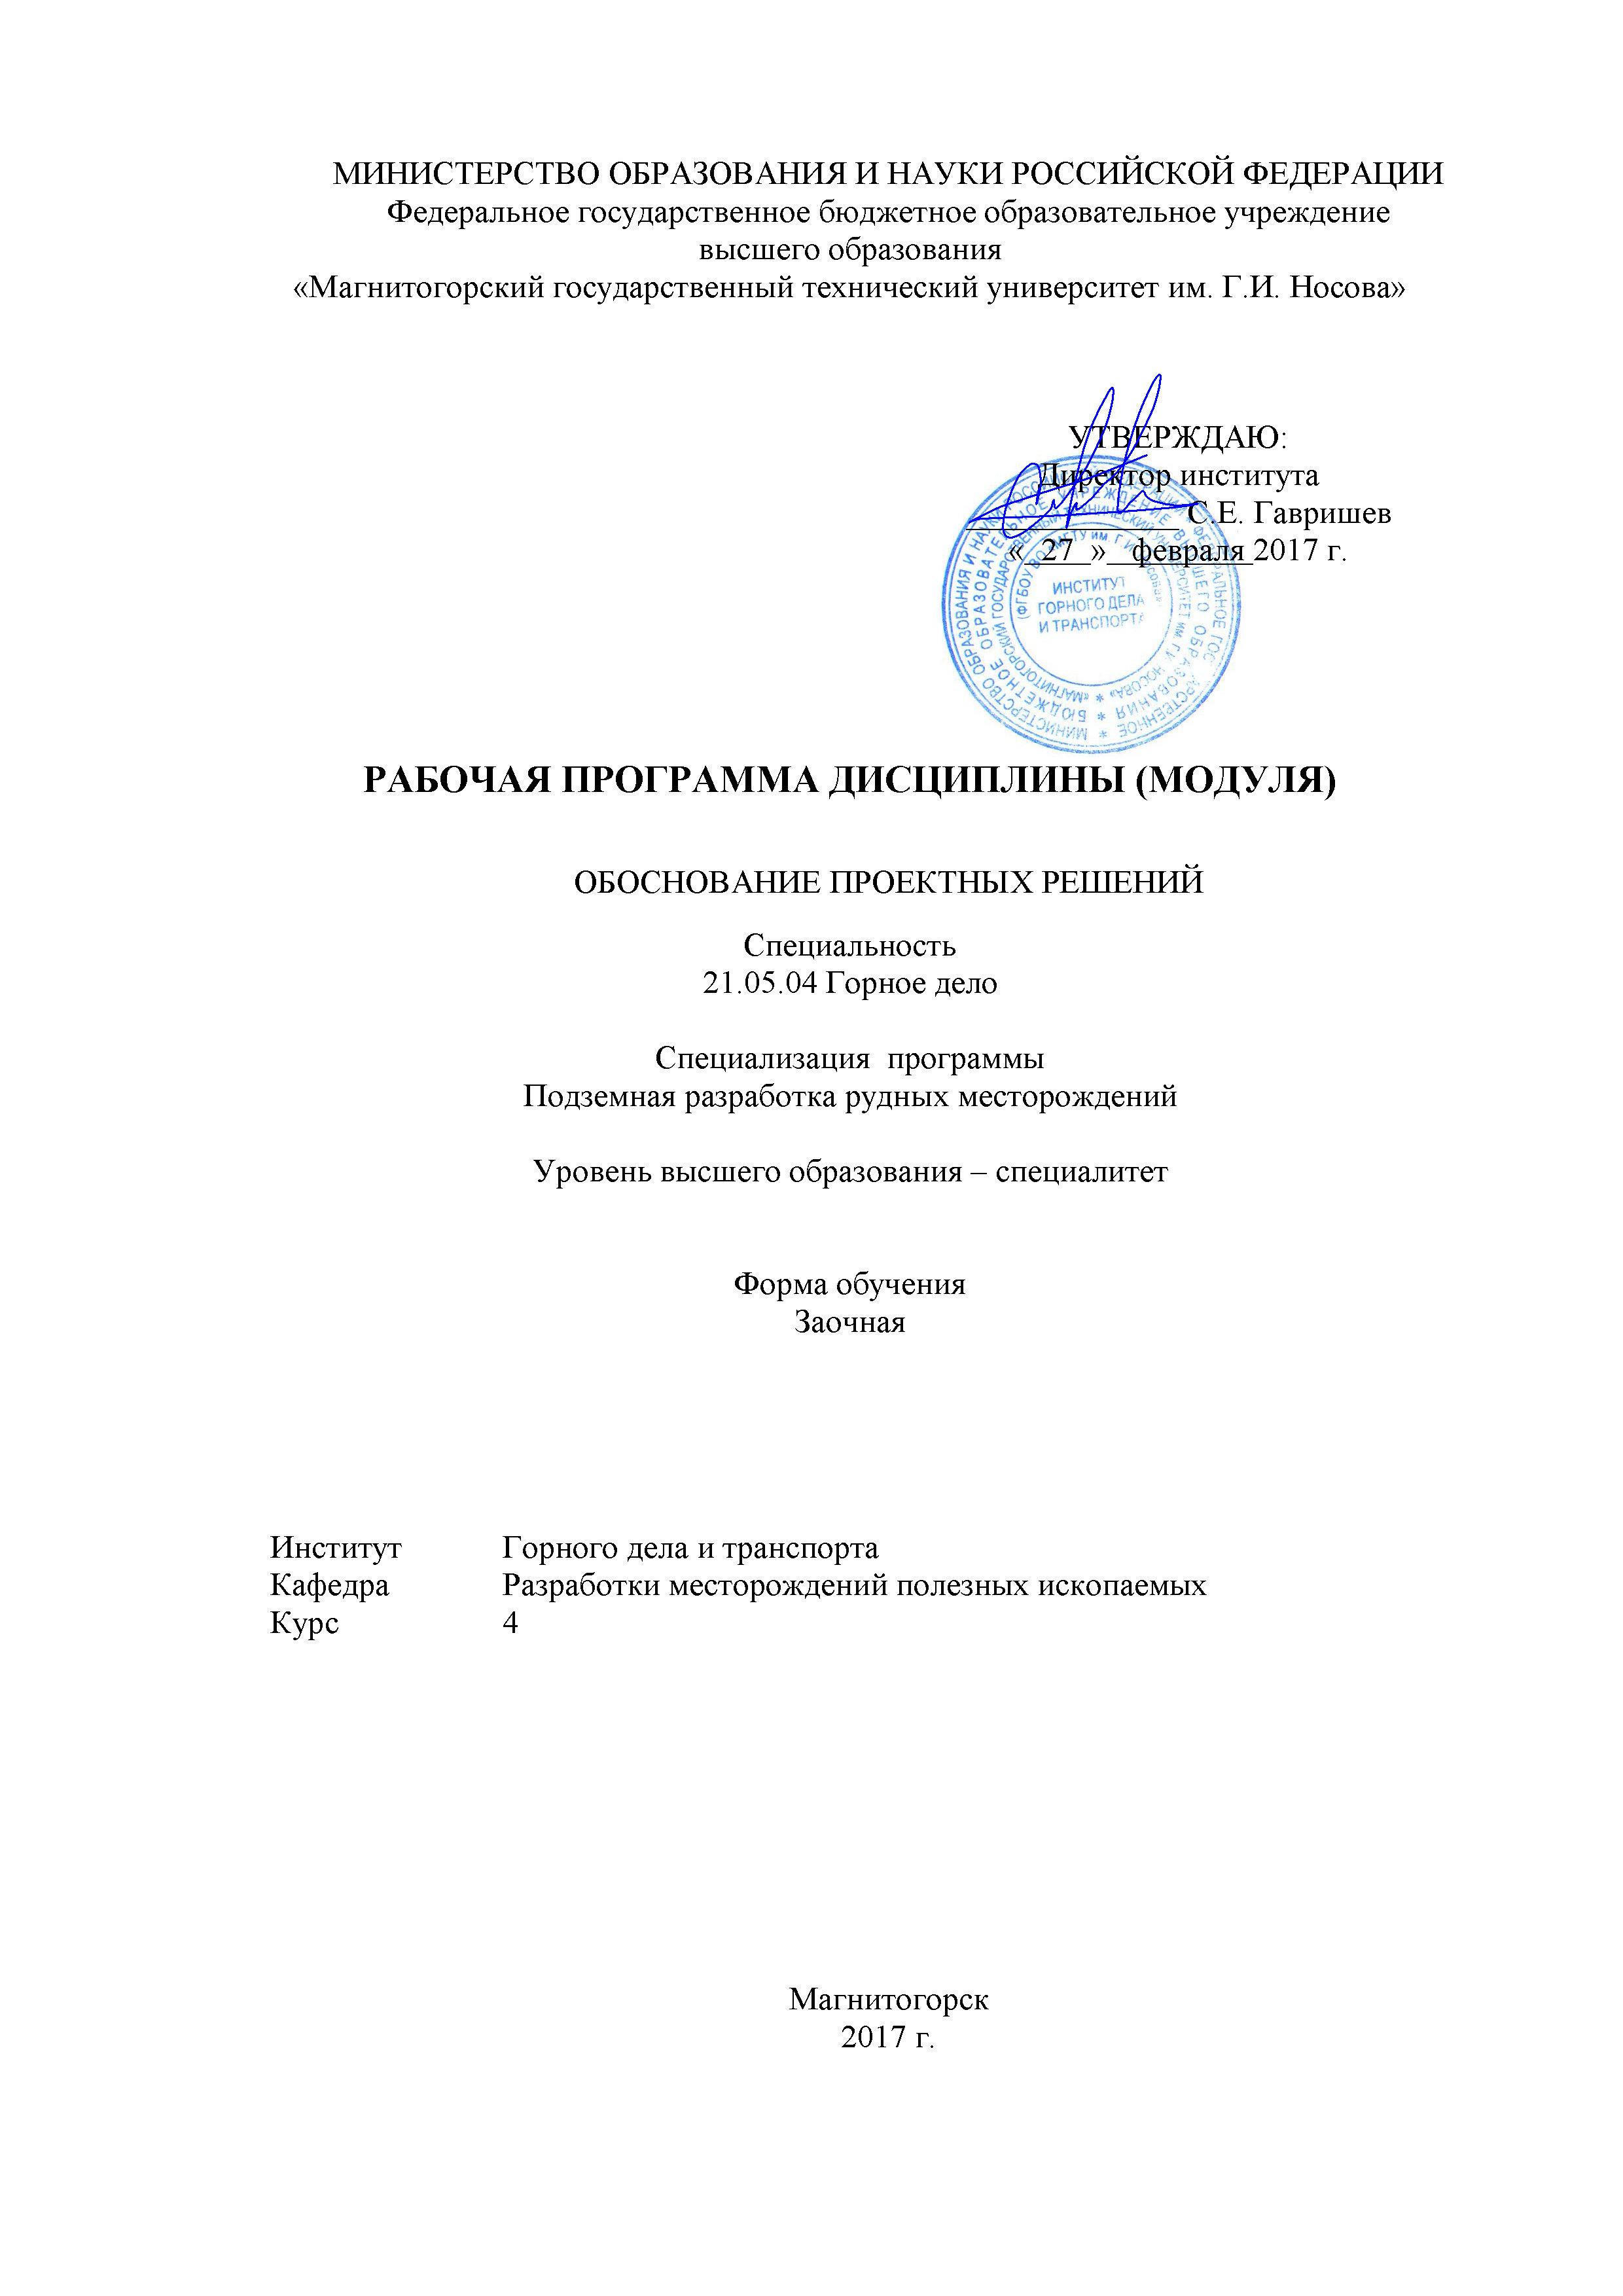 МИНИСТЕРСТВО ОБРАЗОВАНИЯ И НАУКИ РОССИЙСКОЙ ФЕДЕРАЦИИ
Федеральное государственное бюджетное образовательное учреждение
высшего образования
«Магнитогорский государственный технический университет им. Г.И. Носова»
УТВЕРЖДАЮ:
Директор института
С.Е. Гавришев
« 27 » февраля 2017 г.
ИНСТИТУТ
ГОРНОГО ДЕЛА
И ТРАНСПОРТА
РАБОЧАЯ ПРОГРАММА ДИСЦИПЛИНЫ (МОДУЛЯ)
ОБОСНОВАНИЕ ПРОЕКТНЫХ РЕШЕНИЙ
Специальность
21.05.04 Горное дело
Специализация программы
Подземная разработка рудных месторождений
Уровень высшего образования – специалитет
Форма обучения
Заочная
Институт Горного дела и транспорта
Кафедра Разработки месторождений полезных ископаемых
Курс 4
Магнитогорск
2017 г.